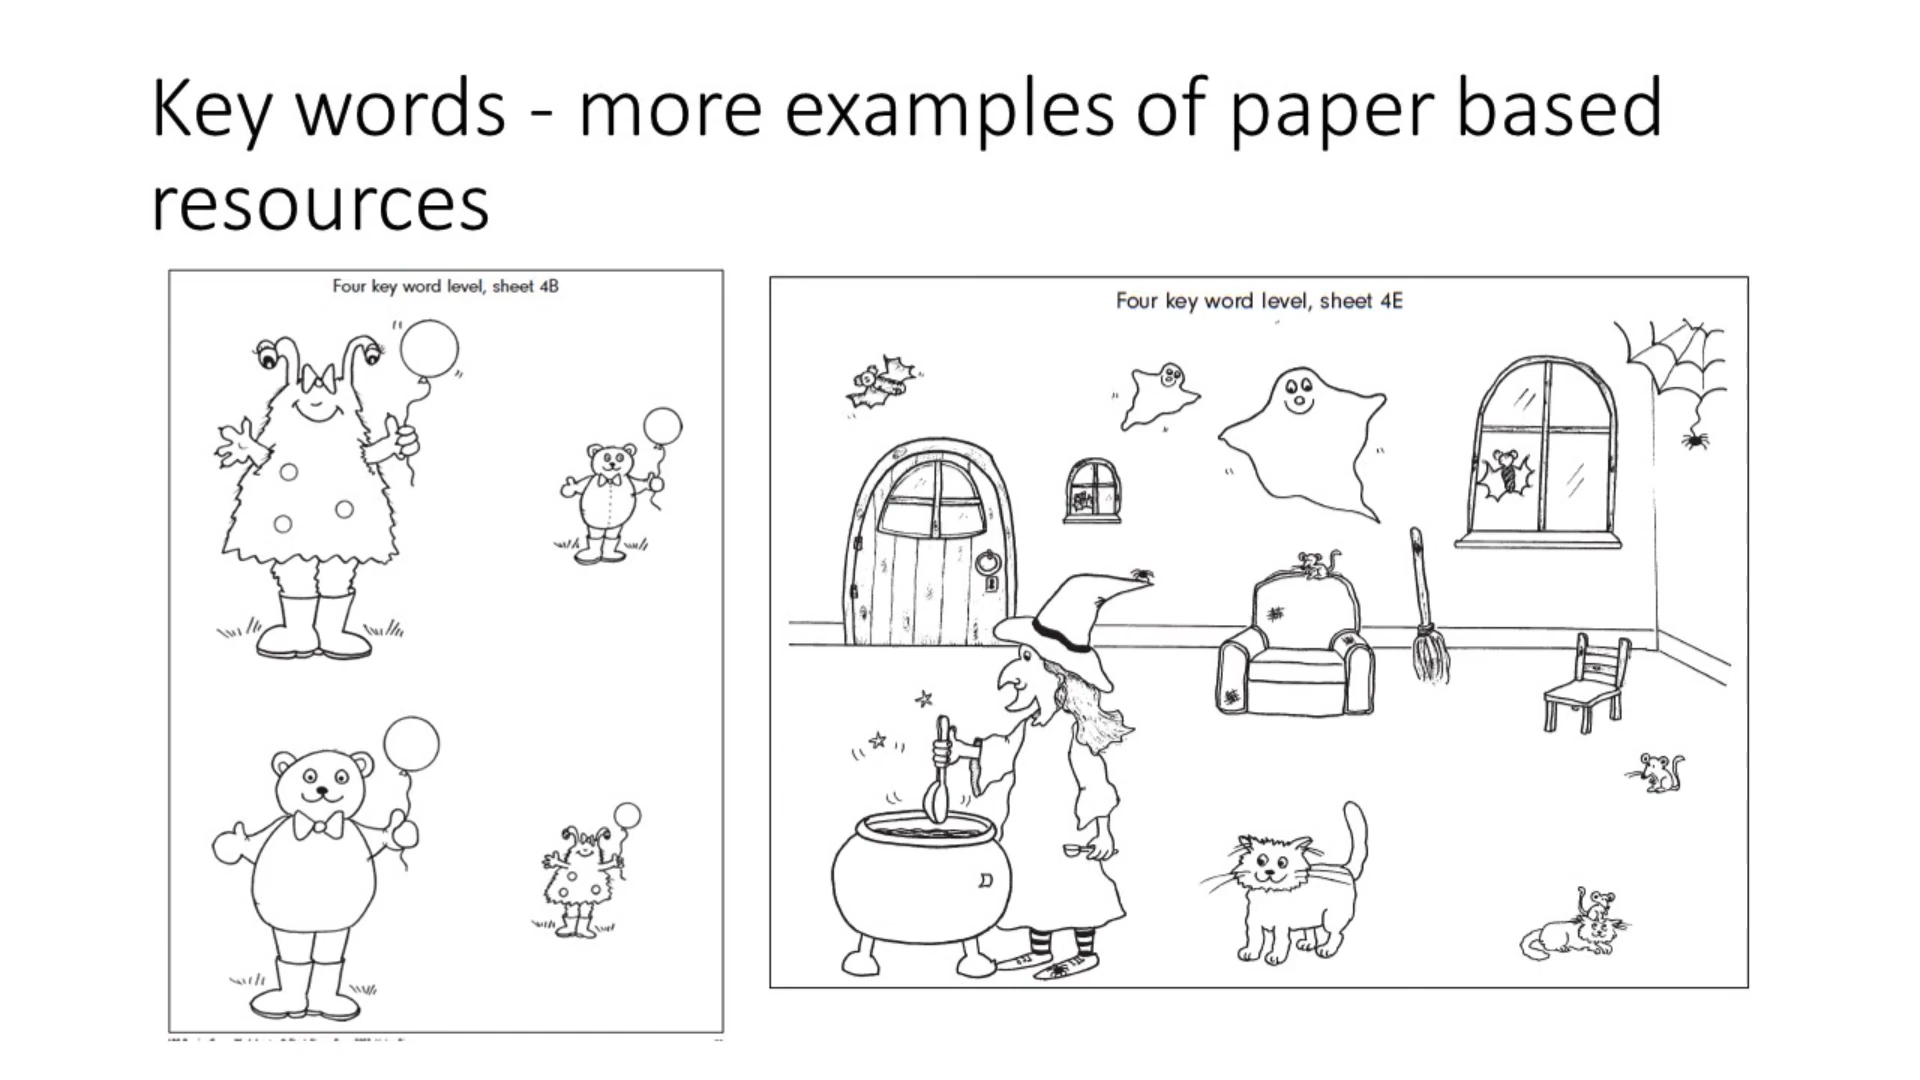 Key words - more examples of paper based
resources
Four key word level, sheet 4B
Four key word level, sheet 4E